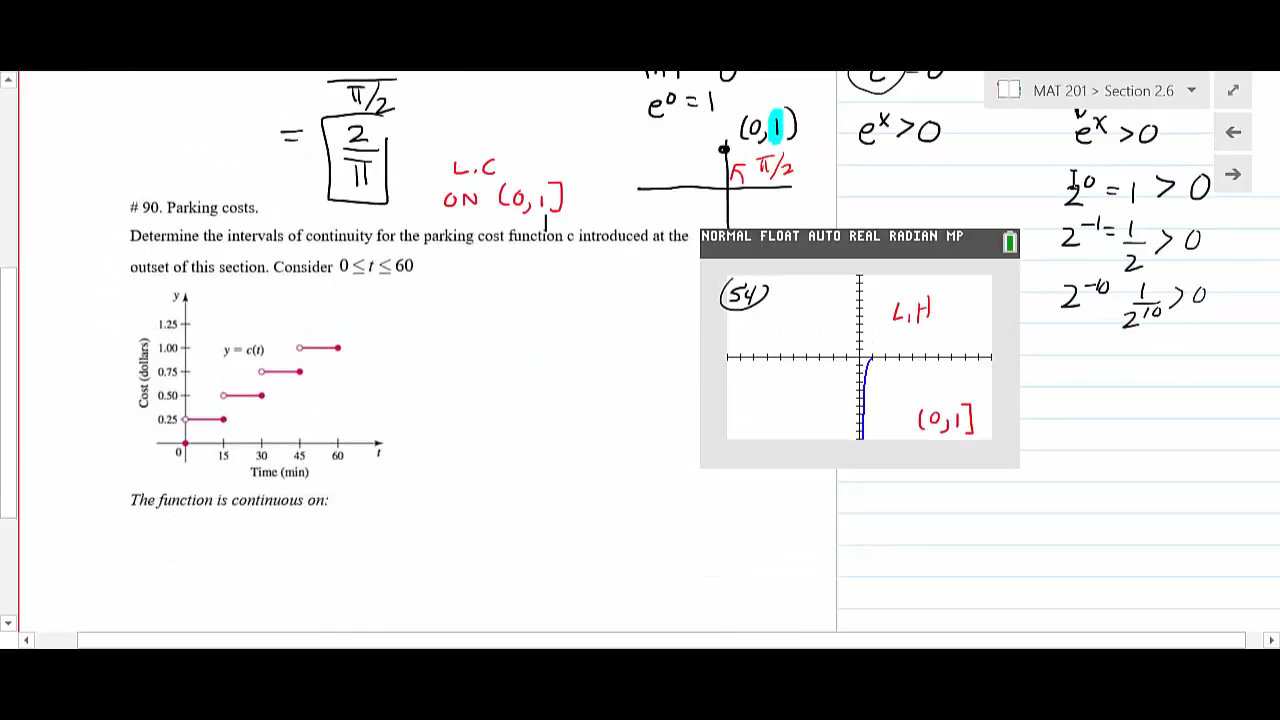 π/2
= 2/π
e⁰ = 1
(0, 1)
π/2
L.C
ON (0, 1]
# 90. Parking costs.
Determine the intervals of continuity for the parking cost function c introduced at the
outset of this section. Consider 0 ≤ t ≤ 60
y
1.25
1.00
0.75
0.50
0.25
0
15
30
45
60
t
y = c(t)
Cost (dollars)
Time (min)
The function is continuous on:
NORMAL FLOAT AUTO REAL RADIAN MP
54
(0, 1]
MAT 201 > Section 2.6
eˣ > 0
eˣ > 0
2⁰ = 1 > 0
2⁻¹ = 1/2 > 0
2⁻¹⁰ 1/2¹⁰ > 0